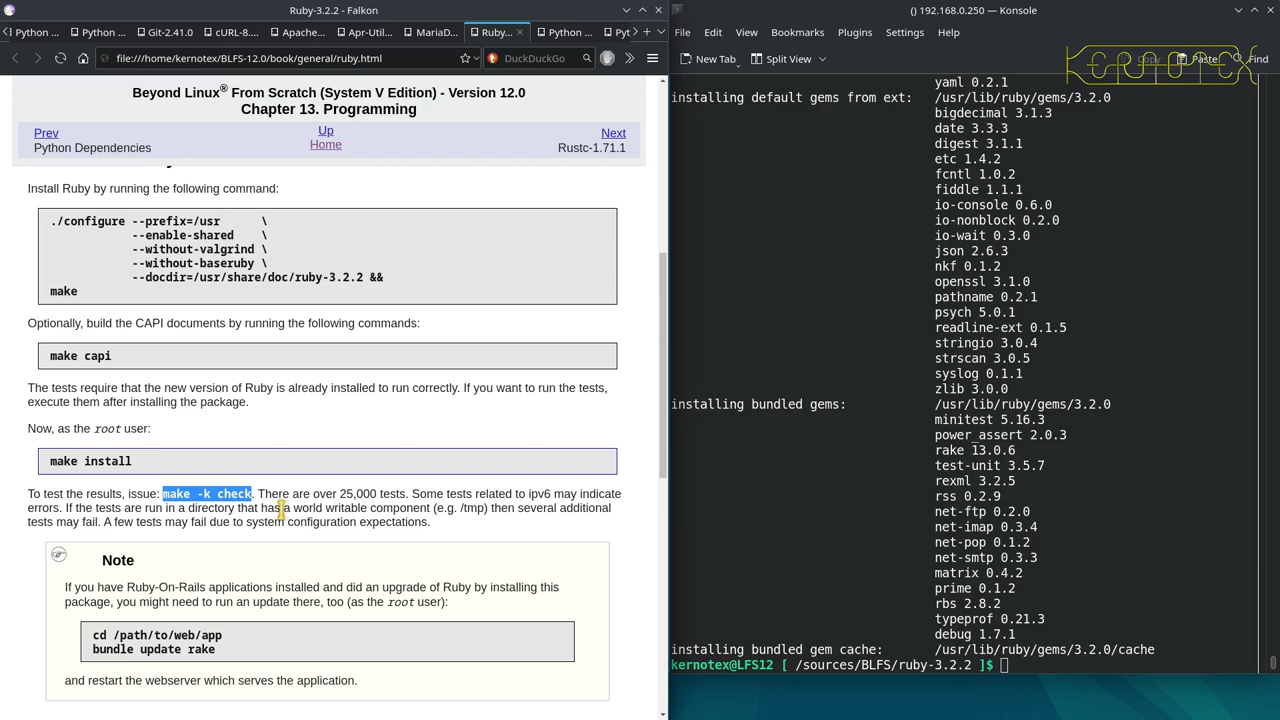 Ruby-3.2.2 — Falkon
Python ...
Python ...
Git-2.41.0
cURL-8....
Apache...
Apr-Util...
MariaD...
Ruby...
Python ...
Pyt
file:///home/kernotex/BLFS-12.0/book/general/ruby.html
DuckDuckGo
Beyond Linux® From Scratch (System V Edition) - Version 12.0
Chapter 13. Programming
Prev
Up
Next
Python Dependencies
Home
Rustc-1.71.1
Install Ruby by running the following command:
./configure --prefix=/usr \
--enable-shared \
--without-valgrind \
--without-baseruby \
--docdir=/usr/share/doc/ruby-3.2.2 &&
make
Optionally, build the CAPI documents by running the following commands:
make capi
The tests require that the new version of Ruby is already installed to run correctly. If you want to run the tests,
execute them after installing the package.
Now, as the root user:
make install
To test the results, issue: make -k check. There are over 25,000 tests. Some tests related to ipv6 may indicate
errors. If the tests are run in a directory that has a world writable component (e.g. /tmp) then several additional
tests may fail. A few tests may fail due to system configuration expectations.
Note
If you have Ruby-On-Rails applications installed and did an upgrade of Ruby by installing this
package, you might need to run an update there, too (as the root user):
cd /path/to/web/app
bundle update rake
and restart the webserver which serves the application.
() 192.168.0.250 — Konsole
File Edit View Bookmarks Plugins Settings Help
New Tab
Split View
Copy
Paste
Find
KERNOTEX
yaml 0.2.1
installing default gems from ext: /usr/lib/ruby/gems/3.2.0
bigdecimal 3.1.3
date 3.3.3
digest 3.1.1
etc 1.4.2
fcntl 1.0.2
fiddle 1.1.1
io-console 0.6.0
io-nonblock 0.2.0
io-wait 0.3.0
json 2.6.3
nkf 0.1.2
openssl 3.1.0
pathname 0.2.1
psych 5.0.1
readline-ext 0.1.5
stringio 3.0.4
strscan 3.0.5
syslog 0.1.1
zlib 3.0.0
installing bundled gems: /usr/lib/ruby/gems/3.2.0
minitest 5.16.3
power_assert 2.0.3
rake 13.0.6
test-unit 3.5.7
rexml 3.2.5
rss 0.2.9
net-ftp 0.2.0
net-imap 0.3.4
net-pop 0.1.2
net-smtp 0.3.3
matrix 0.4.2
prime 0.1.2
rbs 2.8.2
typeprof 0.21.3
debug 1.7.1
installing bundled gem cache: /usr/lib/ruby/gems/3.2.0/cache
kernotex@LFS12 [ /sources/BLFS/ruby-3.2.2 ]$